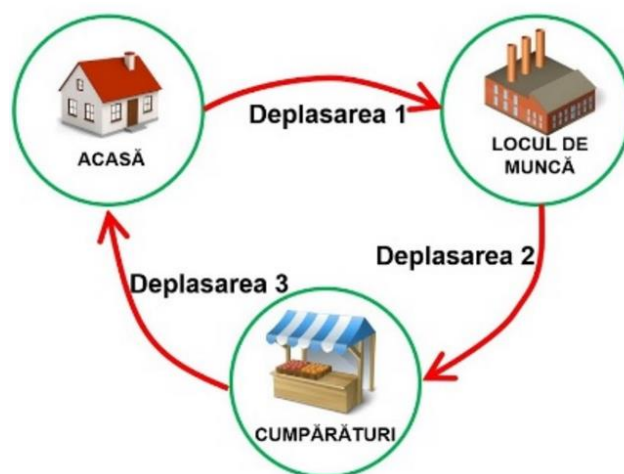 Deplasarea 1
ACASĂ
LOCUL DE
MUNCĂ
Deplasarea 2
Deplasarea 3
CUMPĂRĂTURI